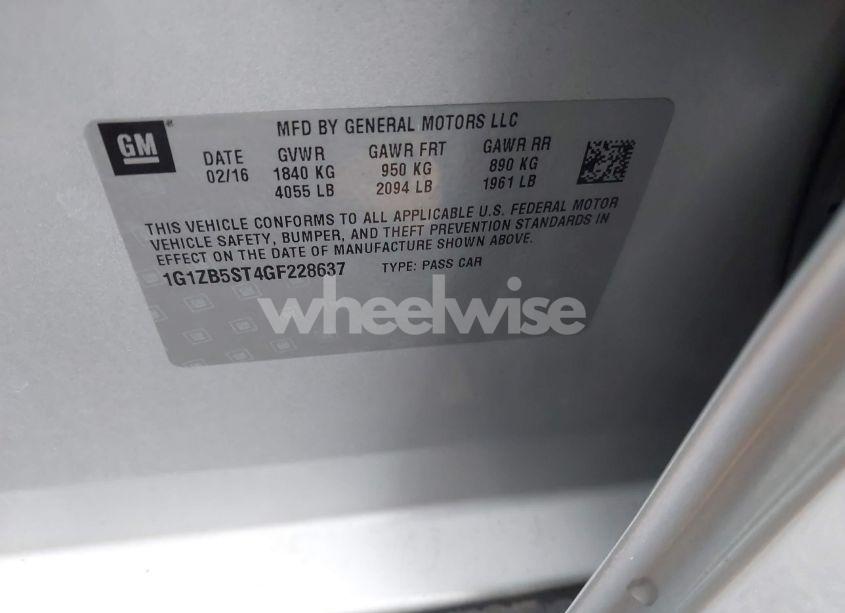 GM
MFD BY GENERAL MOTORS LLC
DATE GVWR GAWR FRT GAWR RR
02/16 1840 KG 950 KG 890 KG
4055 LB 2094 LB 1961 LB
THIS VEHICLE CONFORMS TO ALL APPLICABLE U.S. FEDERAL MOTOR
VEHICLE SAFETY, BUMPER, AND THEFT PREVENTION STANDARDS IN
EFFECT ON THE DATE OF MANUFACTURE SHOWN ABOVE.
1G1ZB5ST4GF228637 TYPE: PASS CAR
wheelwise